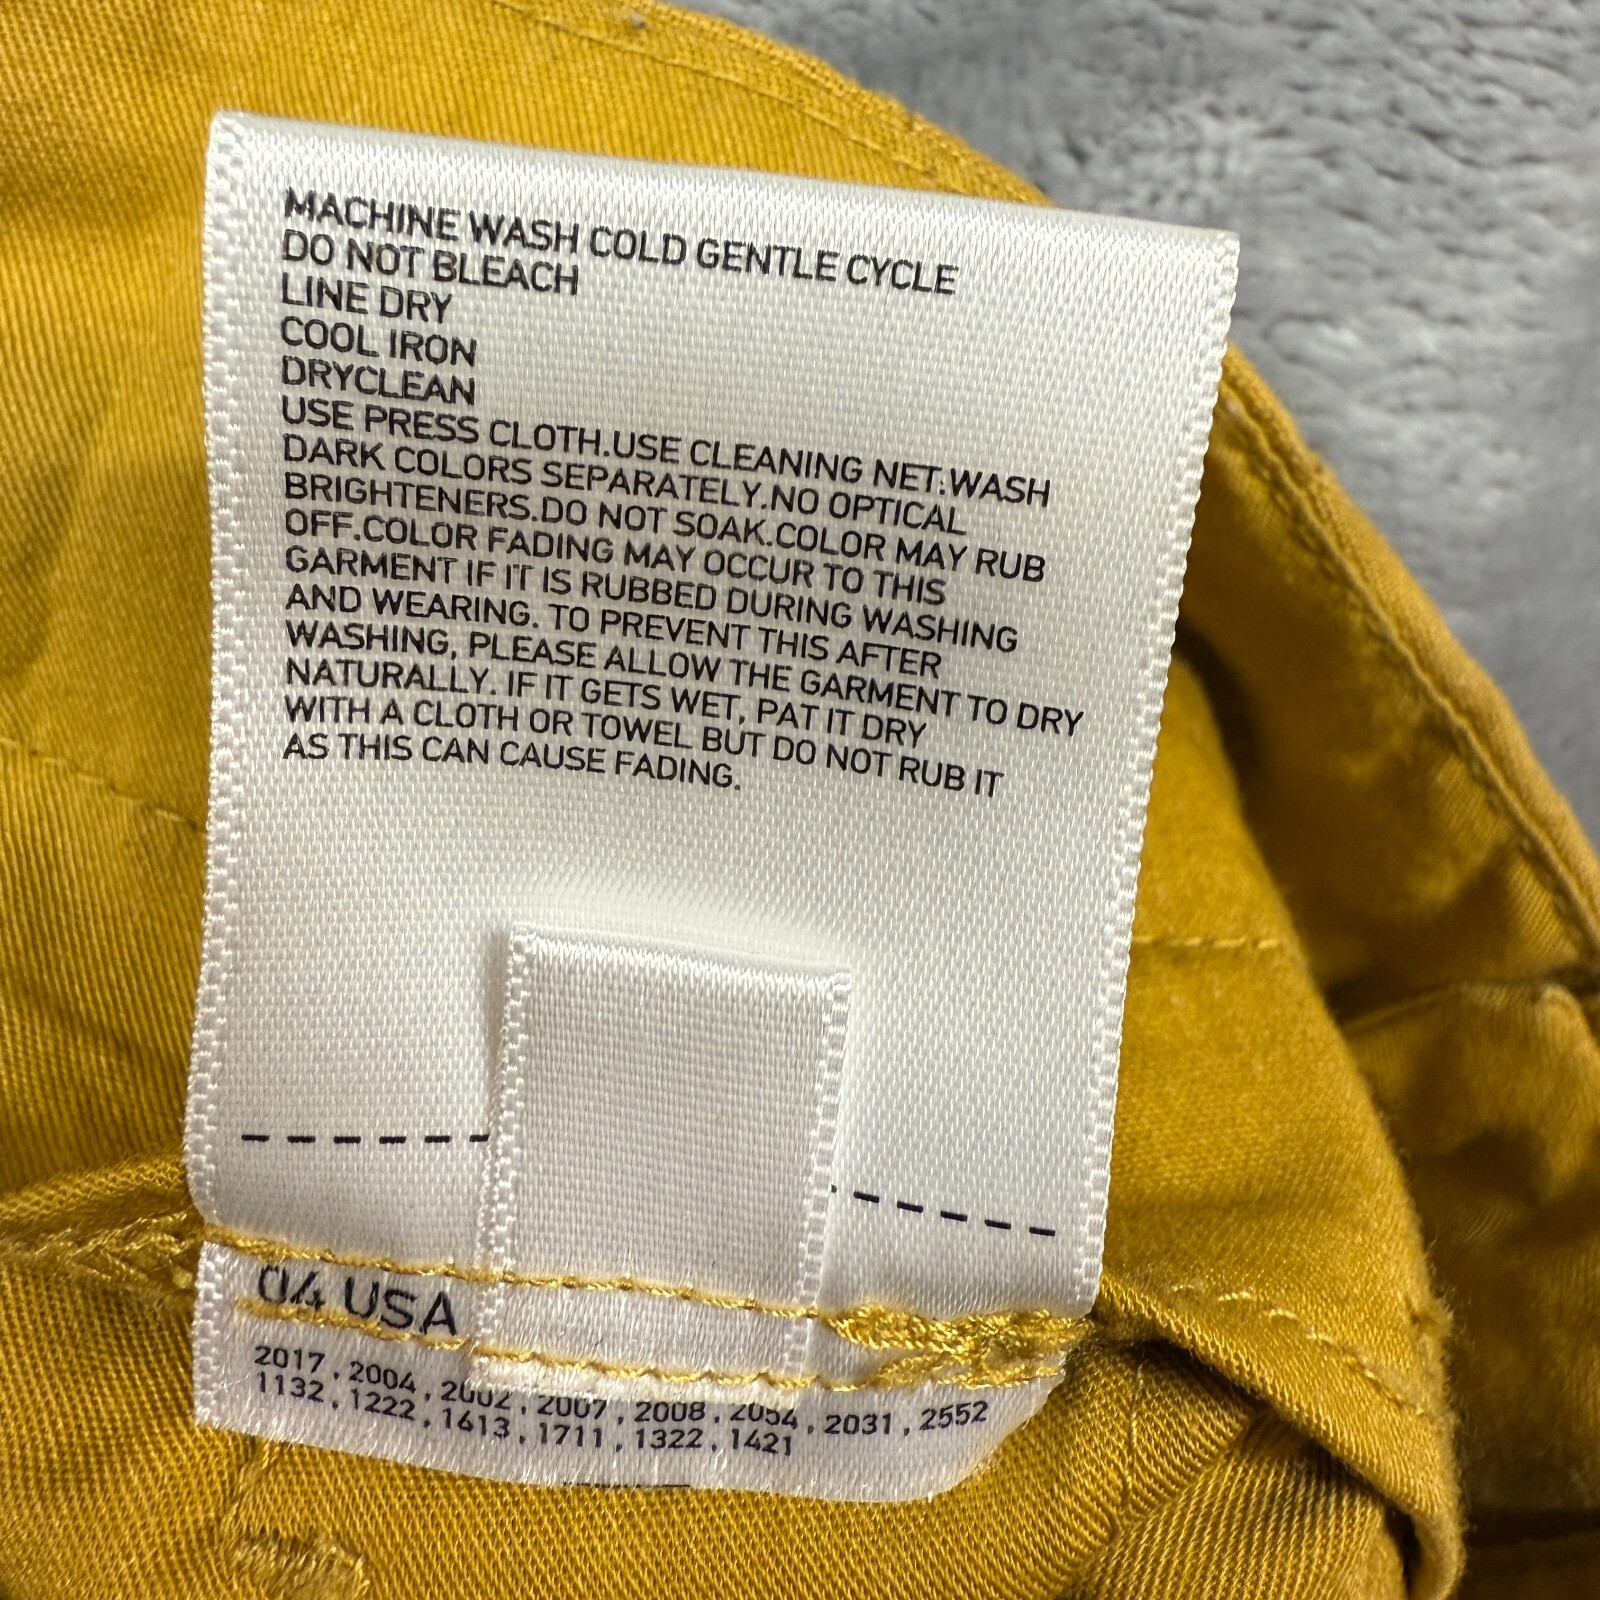 MACHINE WASH COLD GENTLE CYCLE
DO NOT BLEACH
LINE DRY
COOL IRON
DRYCLEAN
USE PRESS CLOTH.USE CLEANING NET.WASH
DARK COLORS SEPARATELY.NO OPTICAL
BRIGHTENERS.DO NOT SOAK.COLOR MAY RUB
OFF.COLOR FADING MAY OCCUR TO THIS
GARMENT IF IT IS RUBBED DURING WASHING
AND WEARING. TO PREVENT THIS AFTER
WASHING, PLEASE ALLOW THE GARMENT TO DRY
NATURALLY. IF IT GETS WET, PAT IT DRY
WITH A CLOTH OR TOWEL BUT DO NOT RUB IT
AS THIS CAN CAUSE FADING.
04 USA
2017 , 2004 , 2002 , 2007 , 2008 , 2054 , 2031 , 2552
1132 , 1222 , 1613 , 1711 , 1322 , 1421